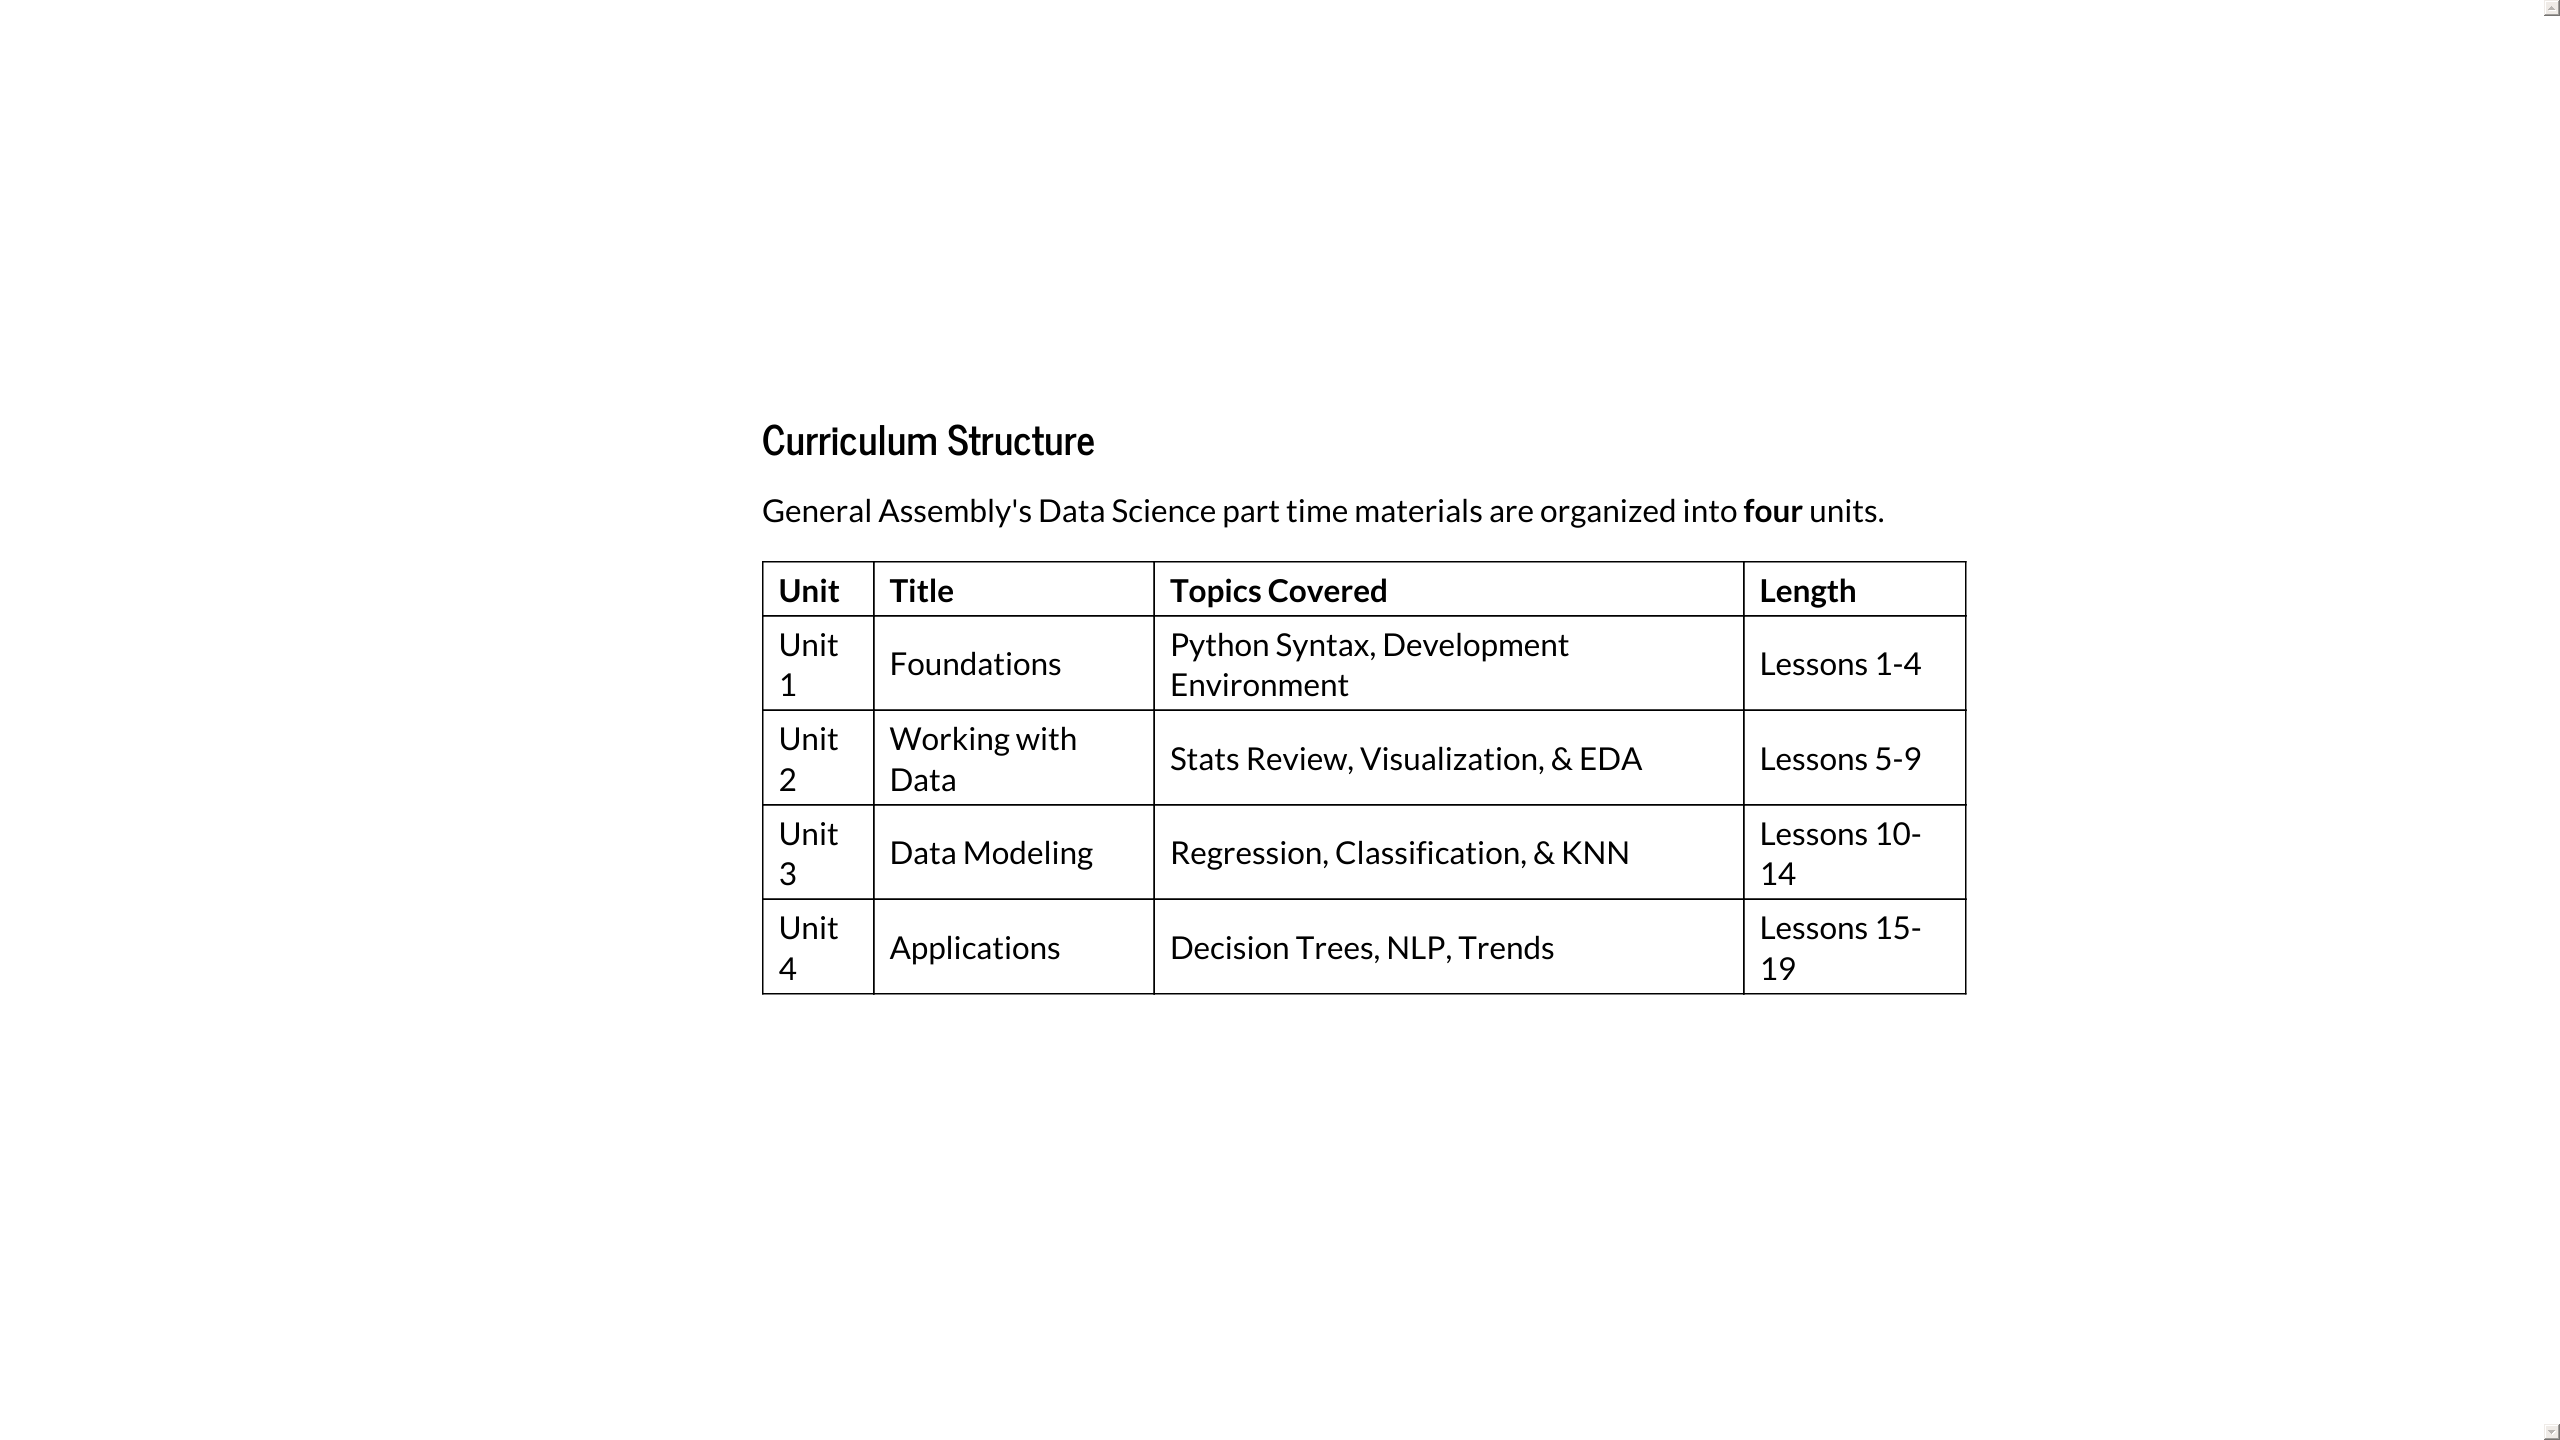 Curriculum Structure
General Assembly's Data Science part time materials are organized into four units.
Unit Title Topics Covered Length
Unit 1 Foundations Python Syntax, Development Environment Lessons 1-4
Unit 2 Working with Data Stats Review, Visualization, & EDA Lessons 5-9
Unit 3 Data Modeling Regression, Classification, & KNN Lessons 10-14
Unit 4 Applications Decision Trees, NLP, Trends Lessons 15-19